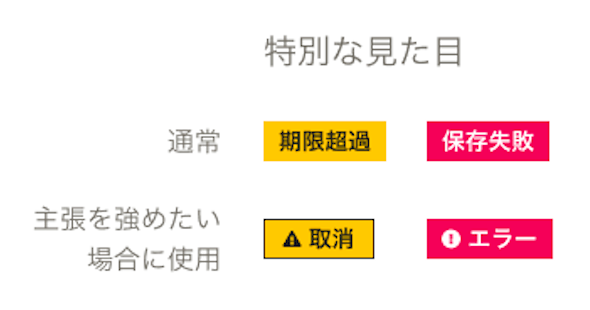 特別な見た目
通常 期限超過 保存失敗
主張を強めたい
場合に使用
取消 エラー